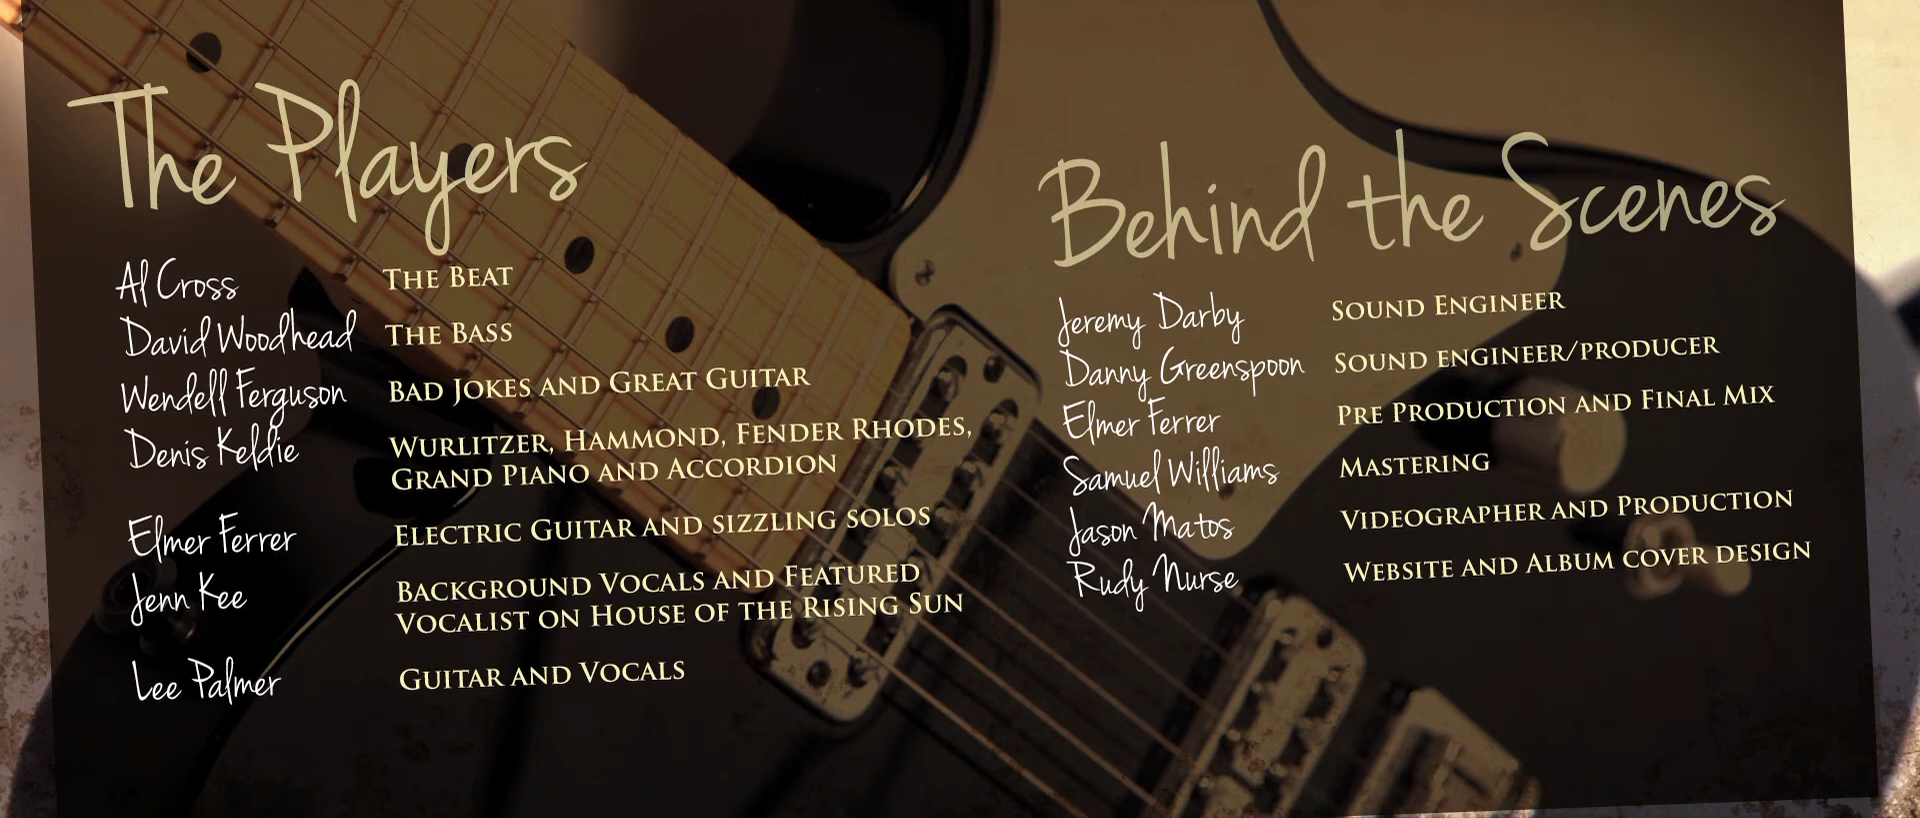 The Players
Al Cross THE BEAT
David Woodhead THE BASS
Wendell Ferguson BAD JOKES AND GREAT GUITAR
Denis Keldie WURLITZER, HAMMOND, FENDER RHODES,
GRAND PIANO AND ACCORDION
Elmer Ferrer ELECTRIC GUITAR AND SIZZLING SOLOS
Jenn Kee BACKGROUND VOCALS AND FEATURED
VOCALIST ON HOUSE OF THE RISING SUN
Lee Palmer GUITAR AND VOCALS
Behind the Scenes
Jeremy Darby SOUND ENGINEER
Danny Greenspoon SOUND ENGINEER/PRODUCER
Elmer Ferrer PRE PRODUCTION AND FINAL MIX
Samuel Williams MASTERING
Jason Matos VIDEOGRAPHER AND PRODUCTION
Rudy Nurse WEBSITE AND ALBUM COVER DESIGN